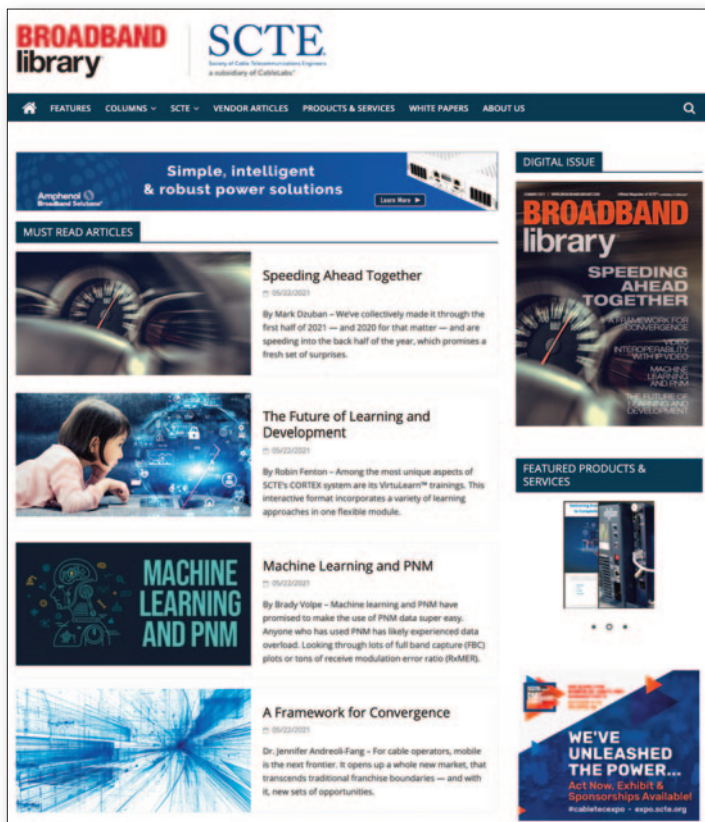 BROADBAND
library
SCTE
Society of Cable Telecommunications Engineers
a subsidiary of CableLabs®
FEATURES COLUMNS SCTE VENDOR ARTICLES PRODUCTS & SERVICES WHITE PAPERS ABOUT US
Amphenol
Broadband Solutions
Simple, intelligent
& robust power solutions
Learn More
MUST READ ARTICLES
Speeding Ahead Together
05/22/2021
By Mark Dzuban – We've collectively made it through the
first half of 2021 — and 2020 for that matter — and are
speeding into the back half of the year, which promises a
fresh set of surprises.
The Future of Learning and
Development
05/22/2021
By Robin Fenton – Among the most unique aspects of
SCTE's CORTEX system are its VirtuLearn™ trainings. This
interactive format incorporates a variety of learning
approaches in one flexible module.
MACHINE
LEARNING
AND PNM
Machine Learning and PNM
05/22/2021
By Brady Volpe – Machine learning and PNM have
promised to make the use of PNM data super easy.
Anyone who has used PNM has likely experienced data
overload. Looking through lots of full band capture (FBC)
plots or tons of receive modulation error ratio (RxMER).
A Framework for Convergence
05/22/2021
Dr. Jennifer Andreoli-Fang – For cable operators, mobile
is the next frontier. It opens up a whole new market, that
transcends traditional franchise boundaries — and with
it, new sets of opportunities.
DIGITAL ISSUE
BROADBAND
library
SPEEDING
AHEAD
TOGETHER
A FRAMEWORK FOR
CONVERGENCE
VIDEO
INTEROPERABILITY
WITH IP VIDEO
MACHINE
LEARNING
AND PNM
THE FUTURE OF
LEARNING AND
DEVELOPMENT
FEATURED PRODUCTS &
SERVICES
WE'VE
UNLEASHED
THE POWER...
Act Now, Exhibit &
Sponsorships Available!
#cabletecexpo • expo.scte.org